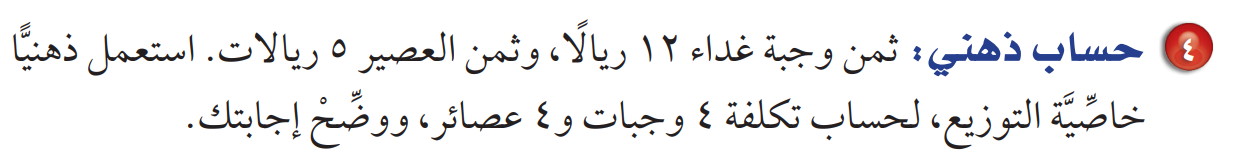 ٤ حساب ذهني: ثمن وجبة غداء ١٢ ريالًا، وثمن العصير ٥ ريالات. استعمل ذهنيًّا
خاصِّيَّة التوزيع، لحساب تكلفة ٤ وجبات و٤ عصائر، ووضِّحْ إجابتك.